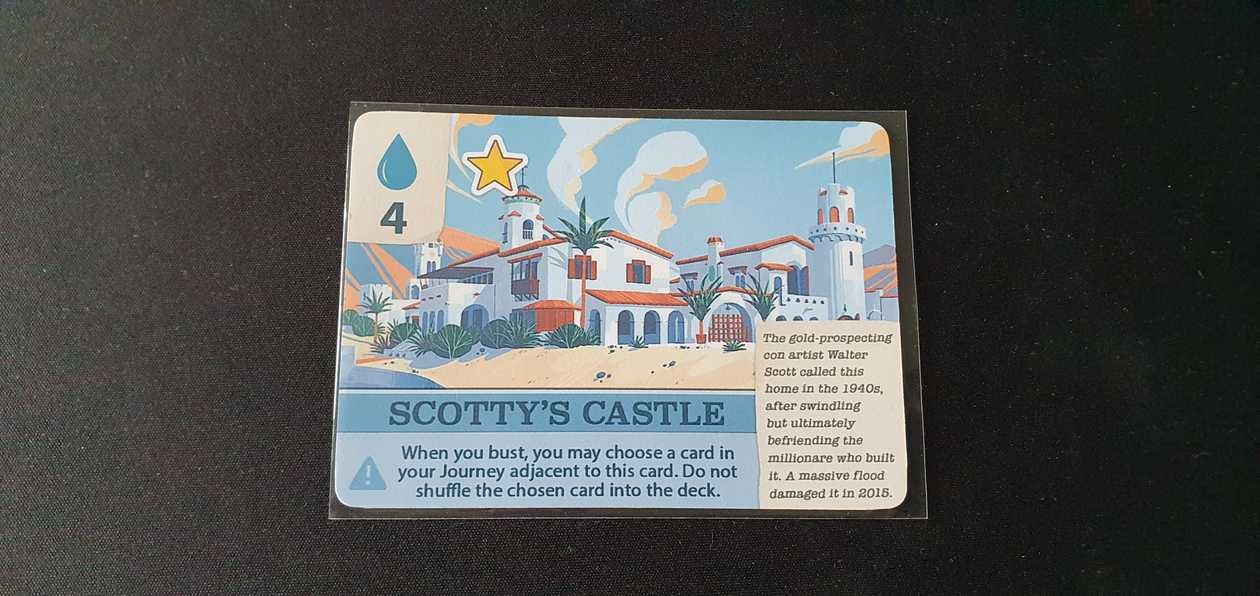 4
SCOTTY'S CASTLE
When you bust, you may choose a card in
your Journey adjacent to this card. Do not
shuffle the chosen card into the deck.
The gold-prospecting
con artist Walter
Scott called this
home in the 1940s,
after swindling
but ultimately
befriending the
millionare who built
it. A massive flood
damaged it in 2015.